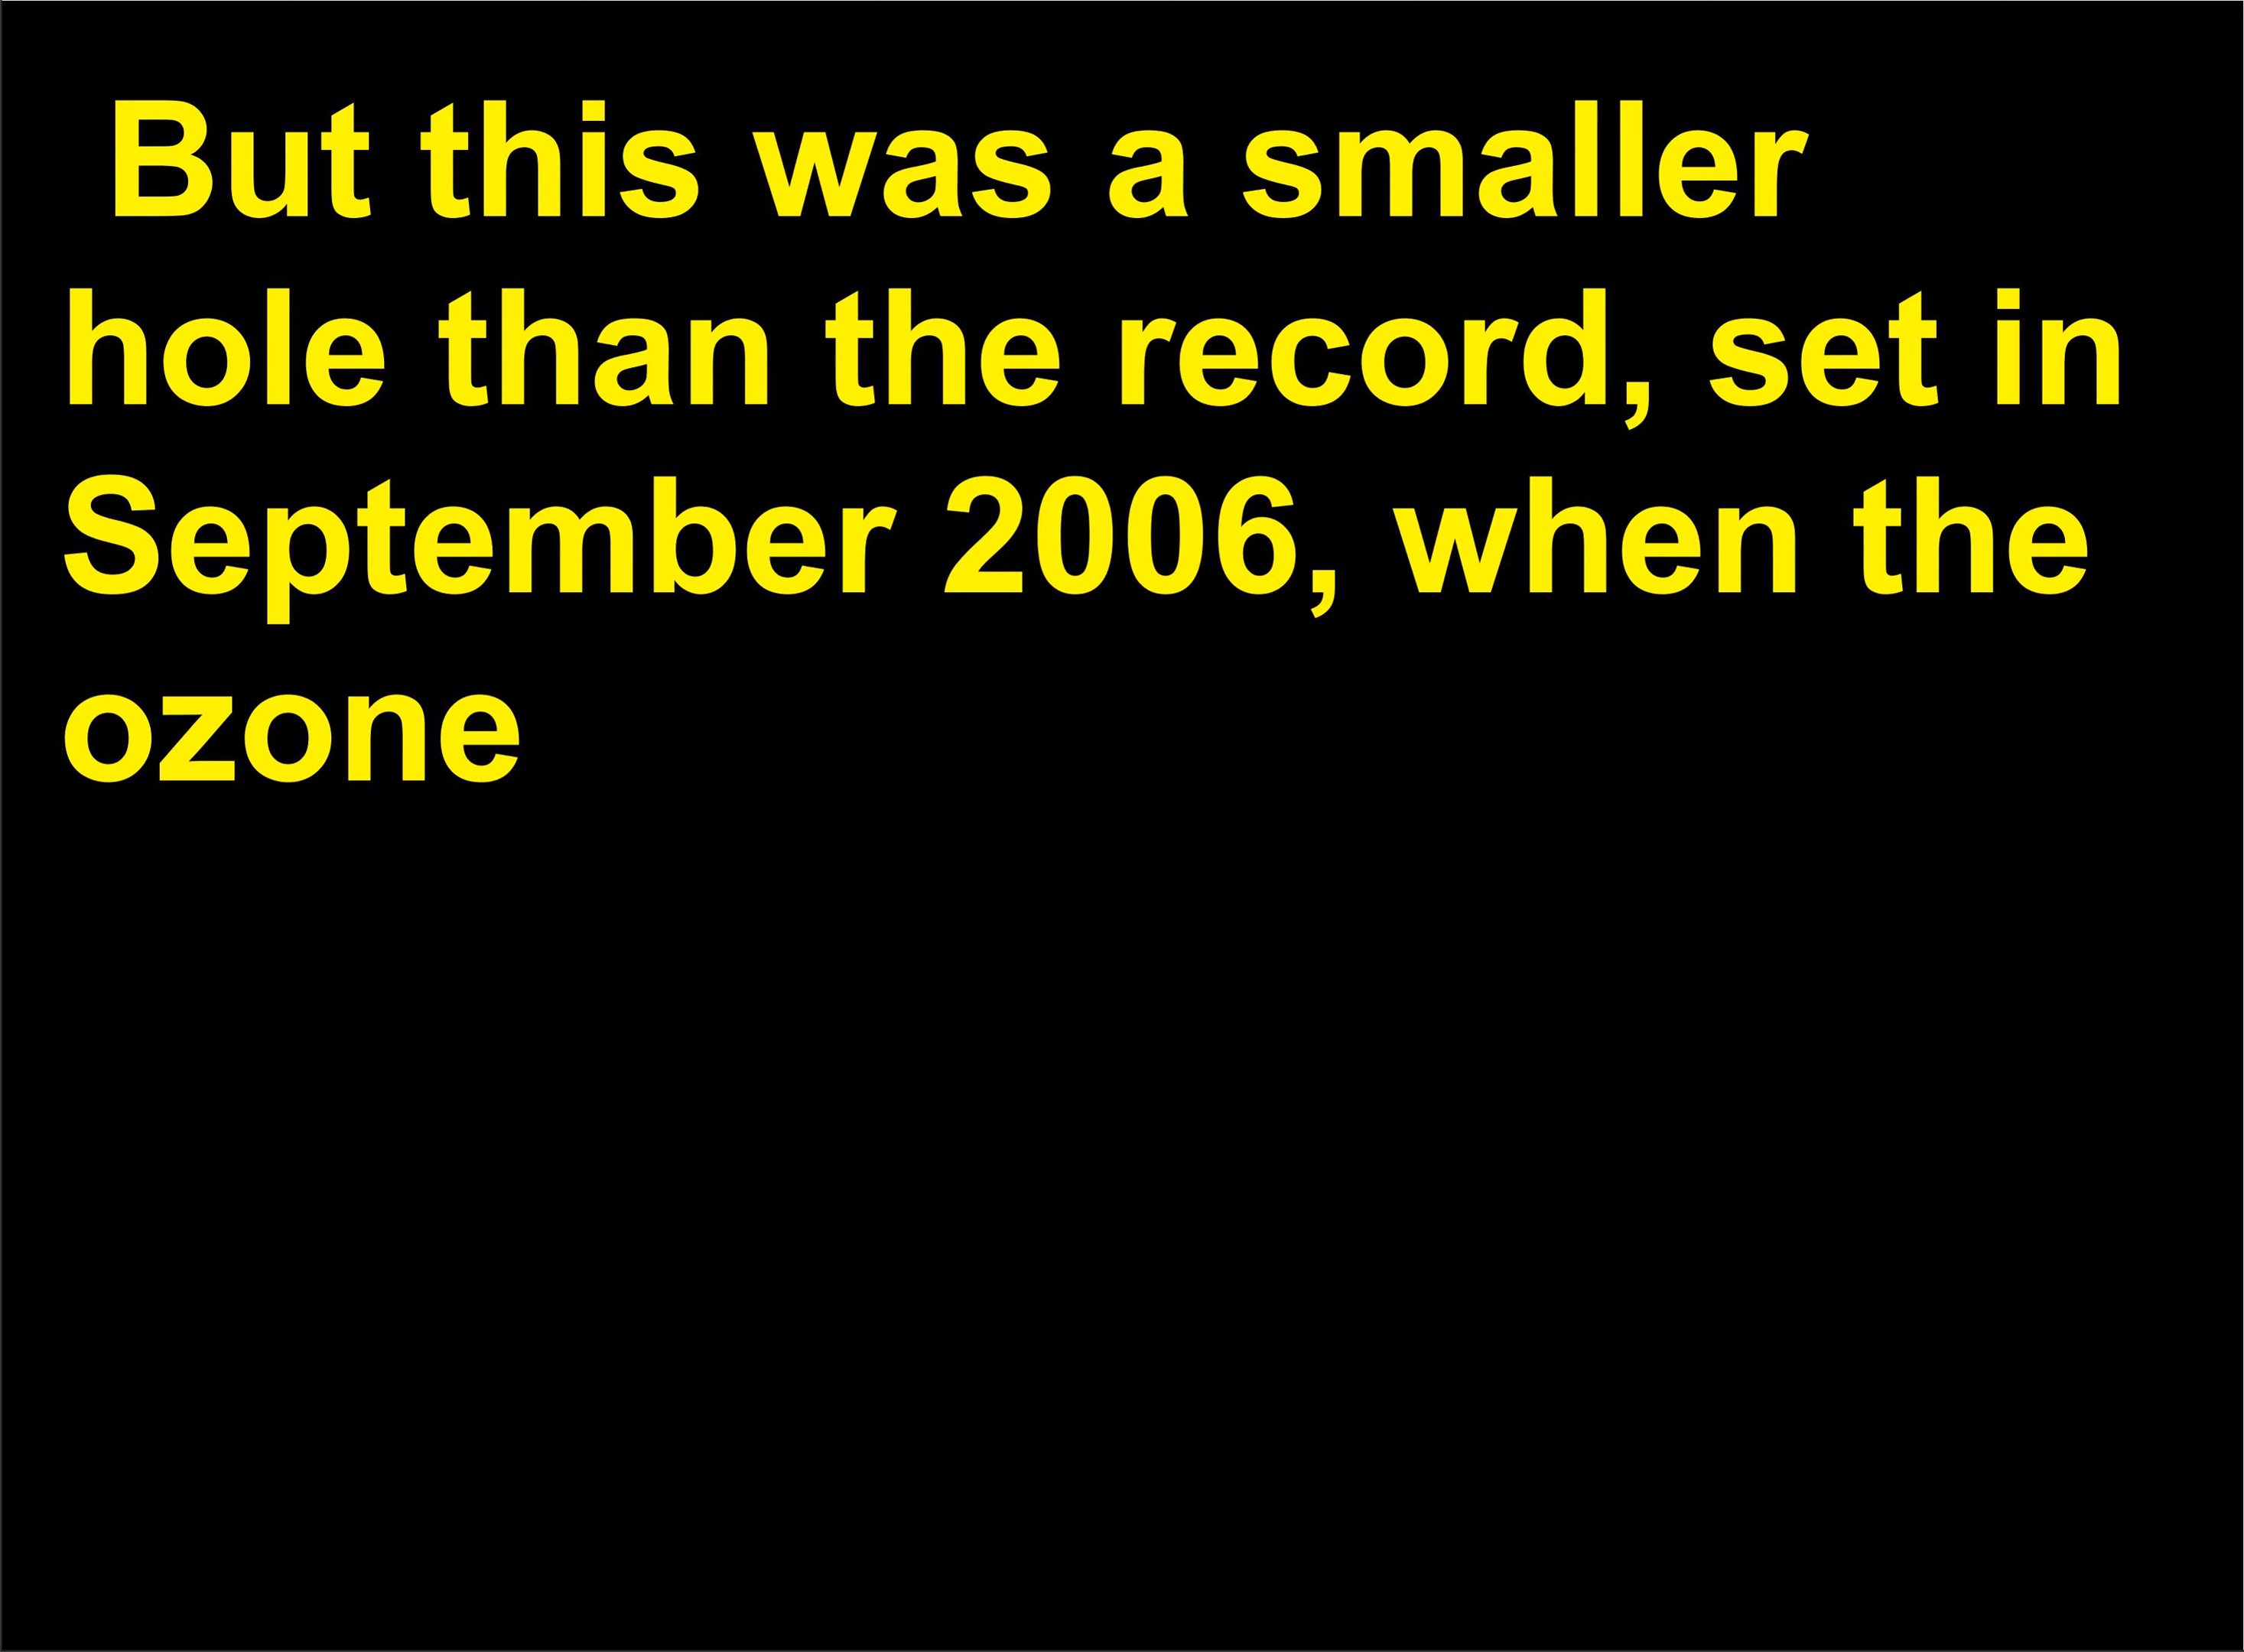 But this was a smaller
hole than the record, set in
September 2006, when the
ozone